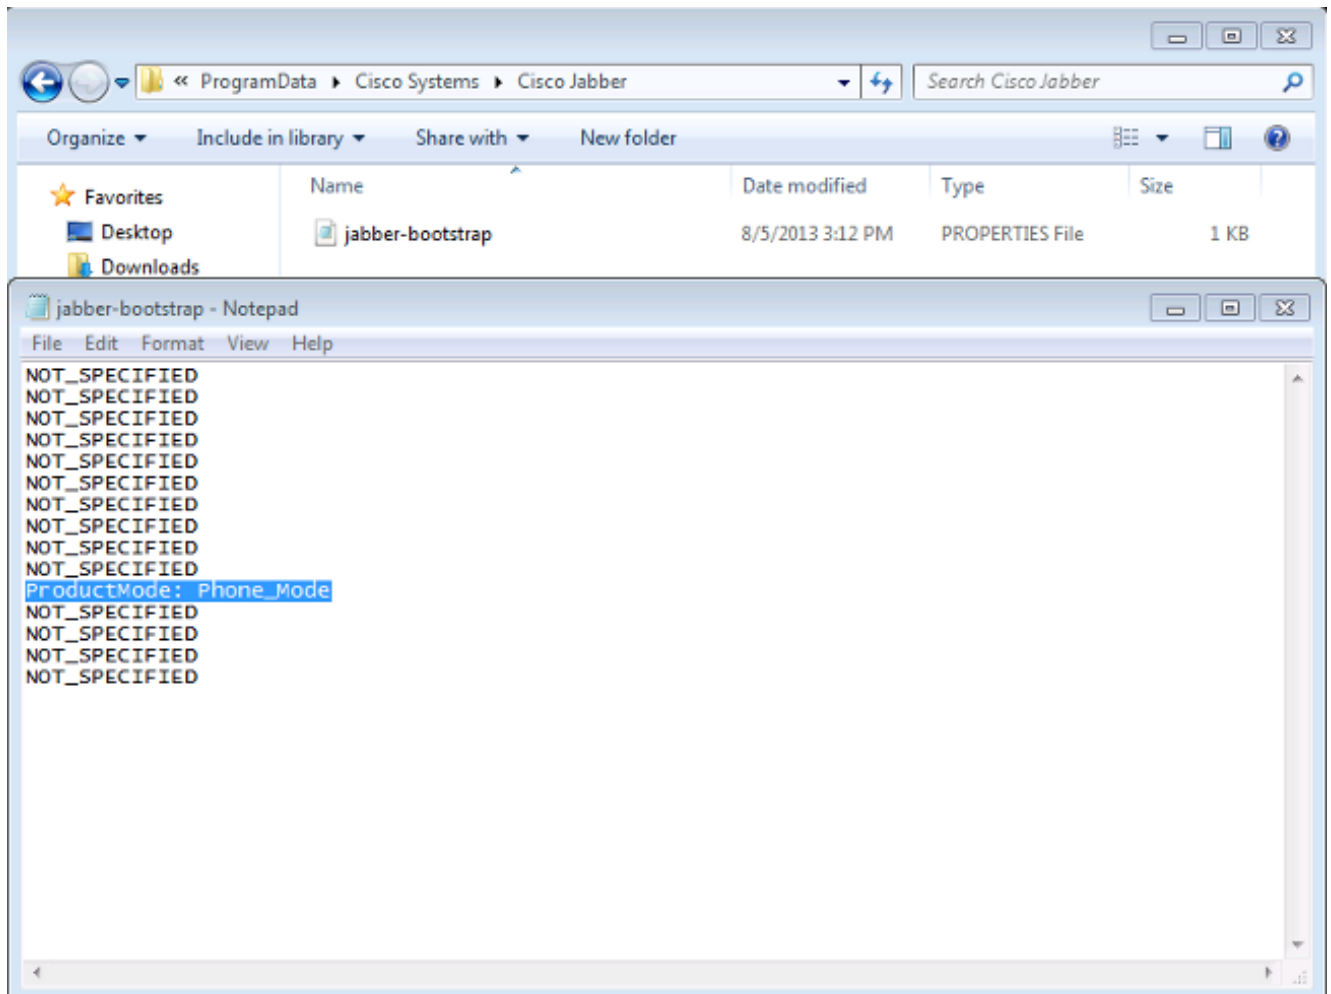 « ProgramData ▸ Cisco Systems ▸ Cisco Jabber Search Cisco Jabber
Organize Include in library Share with New folder
Favorites Name Date modified Type Size
Desktop jabber-bootstrap 8/5/2013 3:12 PM PROPERTIES File 1 KB
Downloads
jabber-bootstrap - Notepad
File Edit Format View Help
NOT_SPECIFIED
NOT_SPECIFIED
NOT_SPECIFIED
NOT_SPECIFIED
NOT_SPECIFIED
NOT_SPECIFIED
NOT_SPECIFIED
NOT_SPECIFIED
NOT_SPECIFIED
NOT_SPECIFIED
ProductMode: Phone_Mode
NOT_SPECIFIED
NOT_SPECIFIED
NOT_SPECIFIED
NOT_SPECIFIED